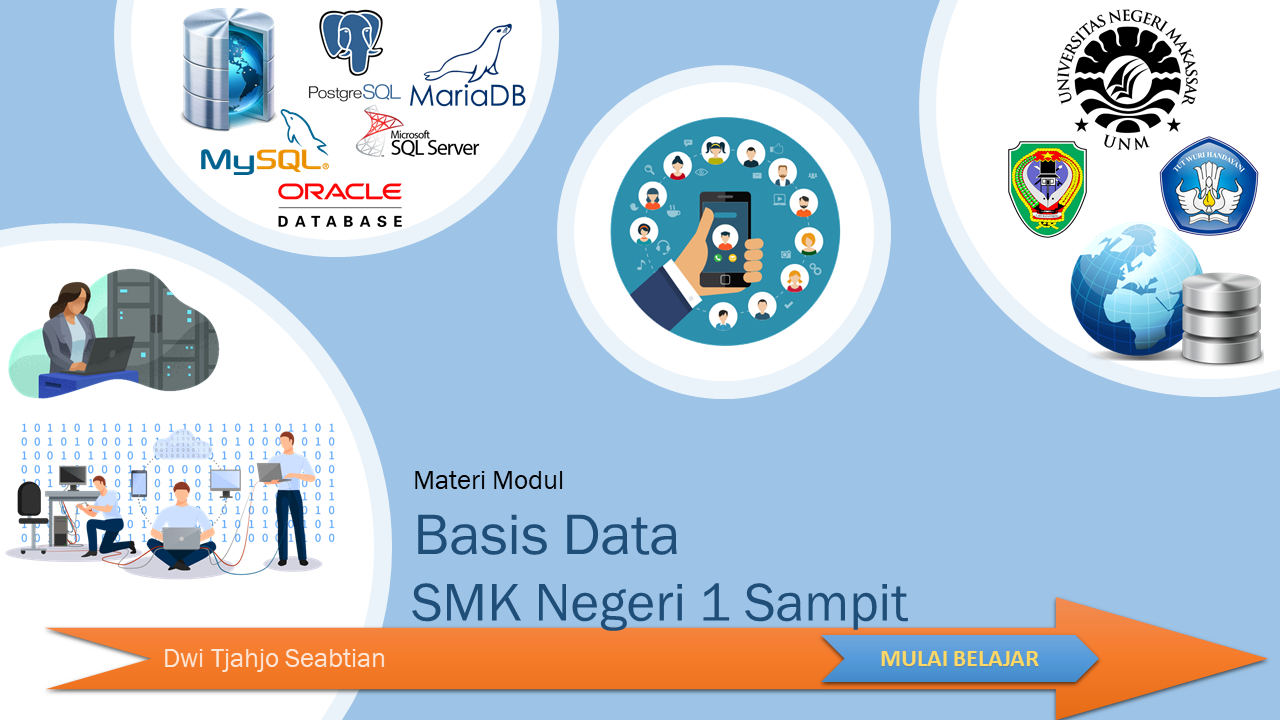 PostgreSQL
MariaDB
MySQL®
Microsoft
SQL Server
ORACLE
DATABASE
UNIVERSITAS NEGERI MAKASSAR
UNM
TUT WURI HANDAYANI
Materi Modul
Basis Data
SMK Negeri 1 Sampit
Dwi Tjahjo Seabtian
MULAI BELAJAR